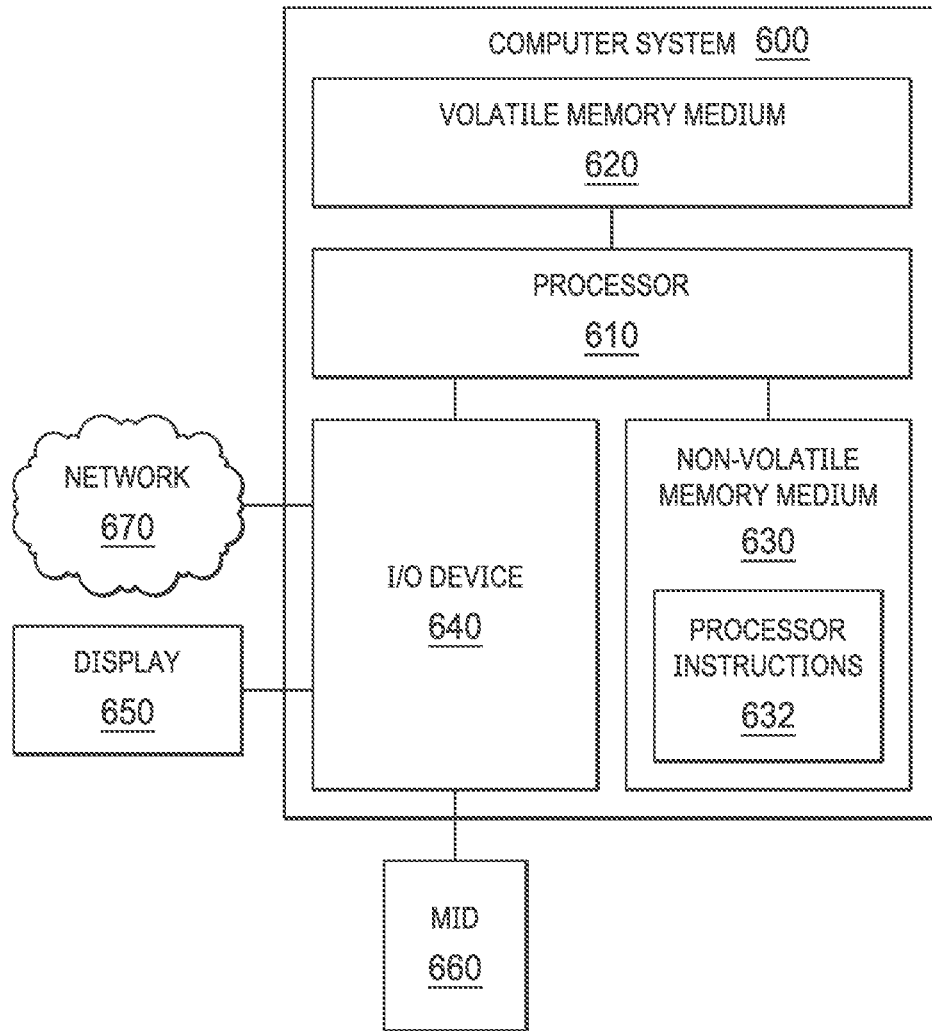 COMPUTER SYSTEM 600
VOLATILE MEMORY MEDIUM
620
PROCESSOR
610
NETWORK
670
I/O DEVICE
640
NON-VOLATILE
MEMORY MEDIUM
630
PROCESSOR
INSTRUCTIONS
632
DISPLAY
650
MID
660